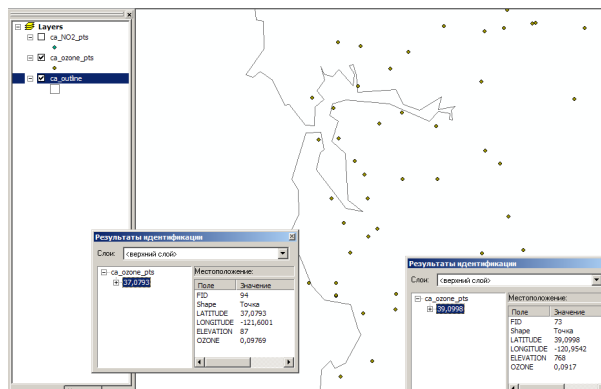 Layers
ca_NO2_pts
ca_ozone_pts
ca_outline
Результаты идентификации
Слои: <верхний слой>
ca_ozone_pts
37,0793
Местоположение:
Поле Значение
FID 94
Shape Точка
LATITUDE 37,0793
LONGITUDE -121,6001
ELEVATION 87
OZONE 0,09769
Результаты идентификации
Слои: <верхний слой>
ca_ozone_pts
39,0998
Местоположение:
Поле Значение
FID 73
Shape Точка
LATITUDE 39,0998
LONGITUDE -120,9542
ELEVATION 768
OZONE 0,0917